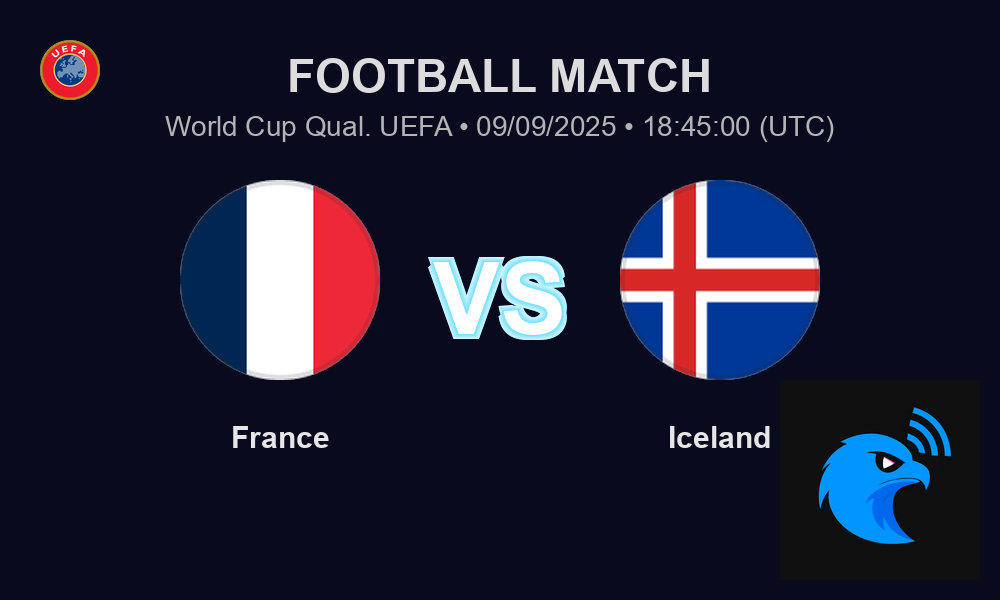 UEFA
FOOTBALL MATCH
World Cup Qual. UEFA • 09/09/2025 • 18:45:00 (UTC)
VS
France
Iceland